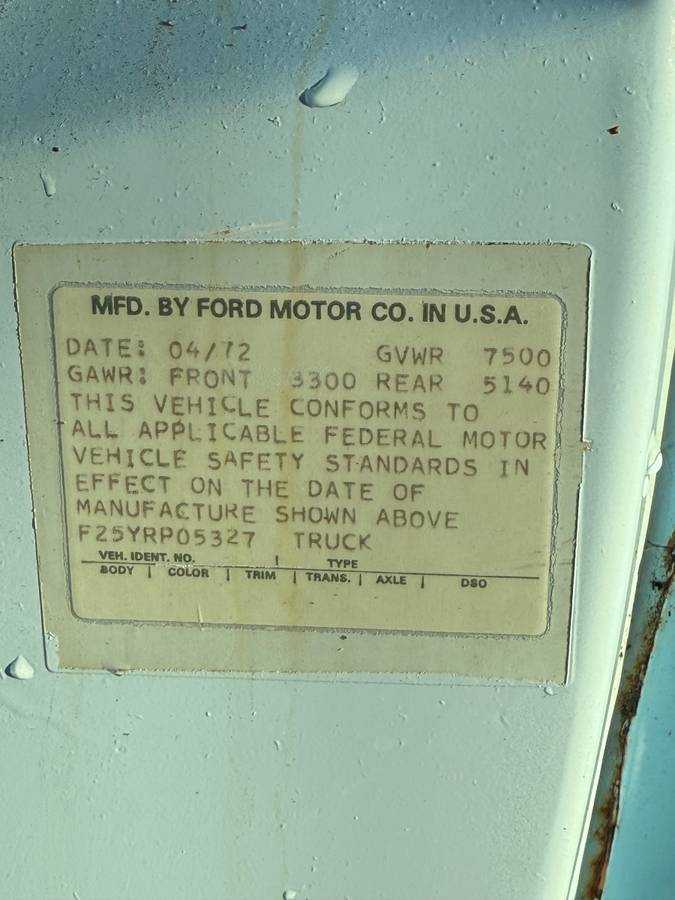 MFD. BY FORD MOTOR CO. IN U.S.A.
DATE: 04/72 GVWR 7500
GAWR: FRONT 3300 REAR 5140
THIS VEHICLE CONFORMS TO
ALL APPLICABLE FEDERAL MOTOR
VEHICLE SAFETY STANDARDS IN
EFFECT ON THE DATE OF
MANUFACTURE SHOWN ABOVE
F25YRP05327 TRUCK
VEH. IDENT. NO. | TYPE
BODY | COLOR | TRIM | TRANS. | AXLE | DSO